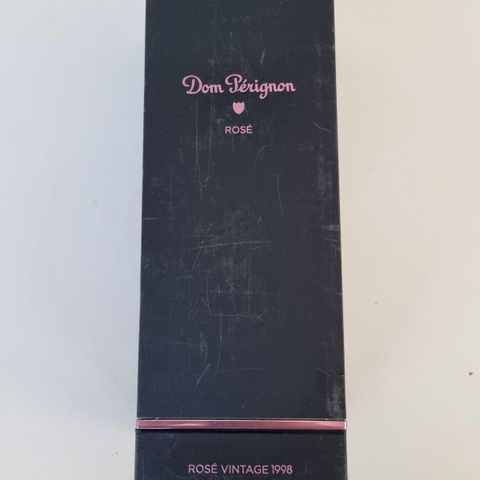 Dom Pérignon
ROSÉ
ROSÉ VINTAGE 1998